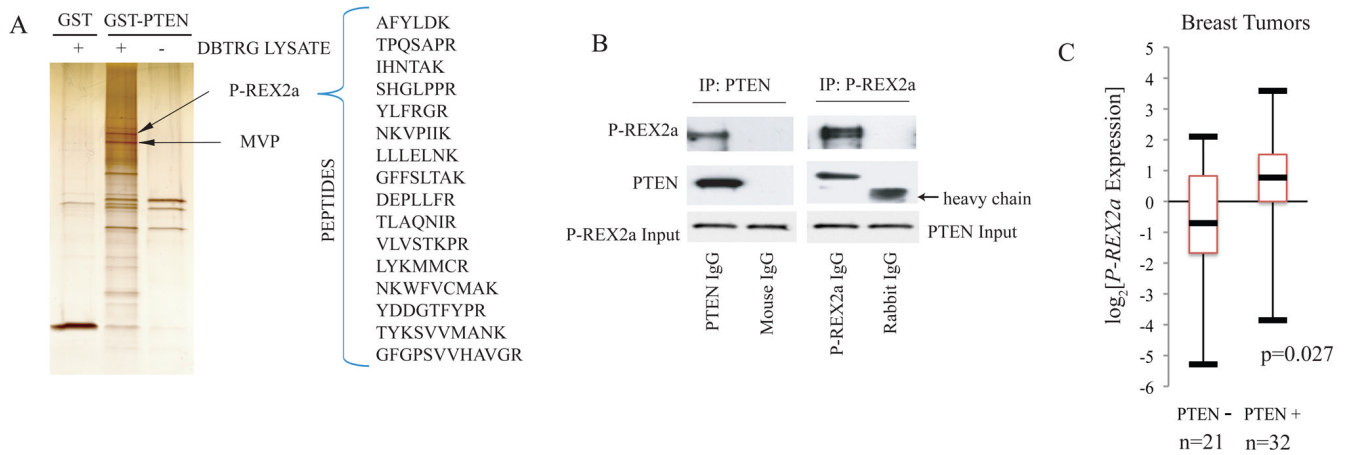 A
GST GST-PTEN
+ + - DBTRG LYSATE
P-REX2a
MVP
PEPTIDES
AFYLDK
TPQSAPR
IHNTAK
SHGLPPR
YLFRGR
NKVPIIK
LLLELNK
GFFSLTAK
DEPLLFR
TLAQNIR
VLVSTKPR
LYKMMCR
NKWFVCMAK
YDDGTFYPR
TYKSVVMANK
GFGPSVVHAVGR
B
IP: PTEN IP: P-REX2a
P-REX2a
PTEN
heavy chain
P-REX2a Input
PTEN Input
PTEN IgG
Mouse IgG
P-REX2a IgG
Rabbit IgG
C
Breast Tumors
log2[P-REX2a Expression]
5
4
3
2
1
0
-1
-2
-3
-4
-5
-6
p=0.027
PTEN - PTEN +
n=21 n=32